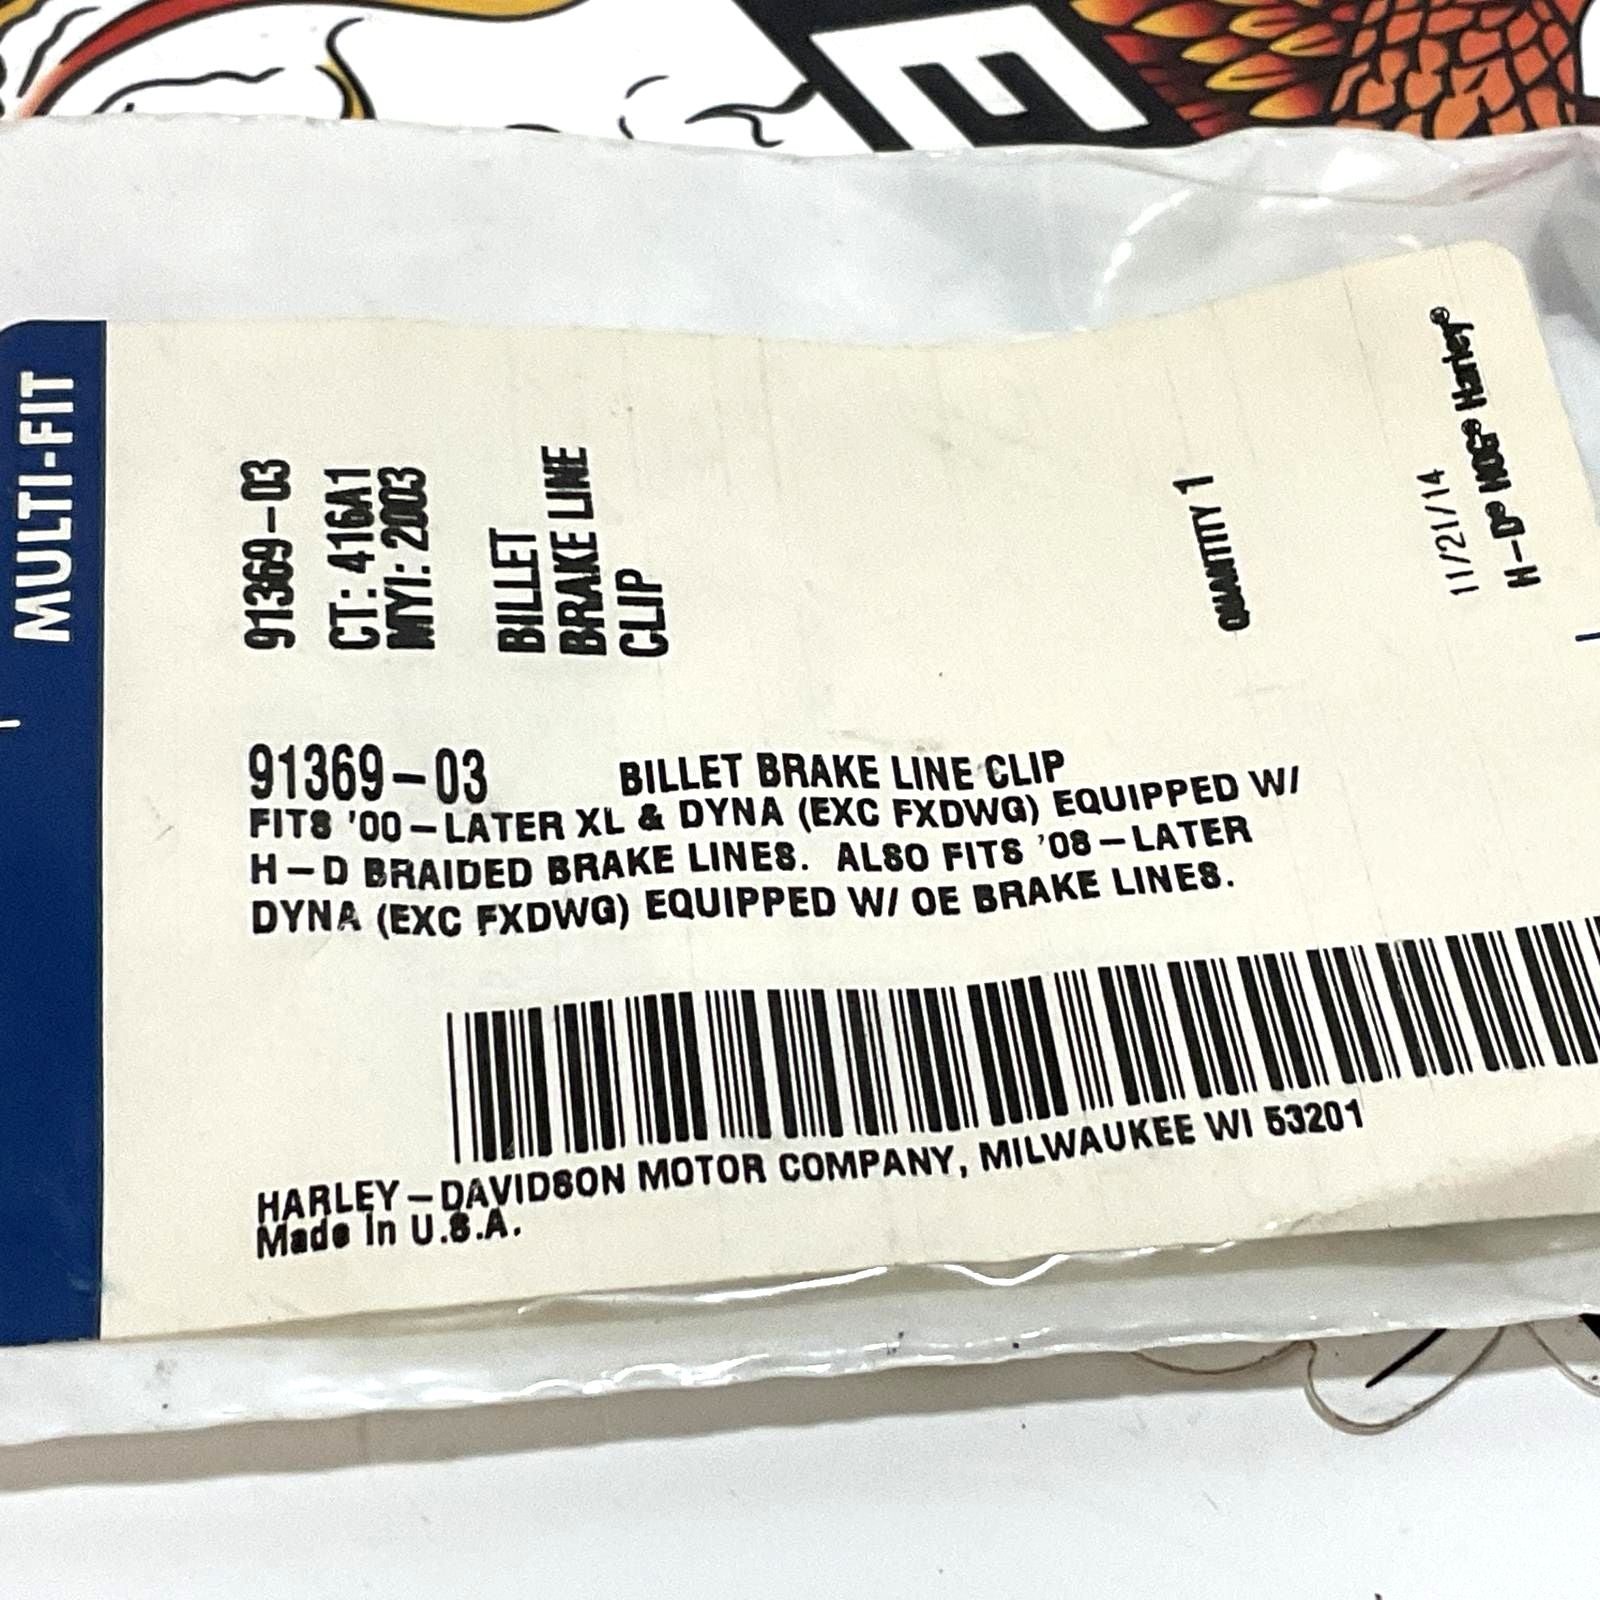 E
MULTI-FIT
91369-03
CT: 416A1
MYI: 2003
BILLET
BRAKE LINE
CLIP
QUANTITY 1
11/21/14
H-D® HOG® Harley®
91369-03 BILLET BRAKE LINE CLIP
FITS '00-LATER XL & DYNA (EXC FXDWG) EQUIPPED W/
H-D BRAIDED BRAKE LINES. ALSO FITS '08-LATER
DYNA (EXC FXDWG) EQUIPPED W/ OE BRAKE LINES.
HARLEY-DAVIDSON MOTOR COMPANY, MILWAUKEE WI 53201
Made In U.S.A.